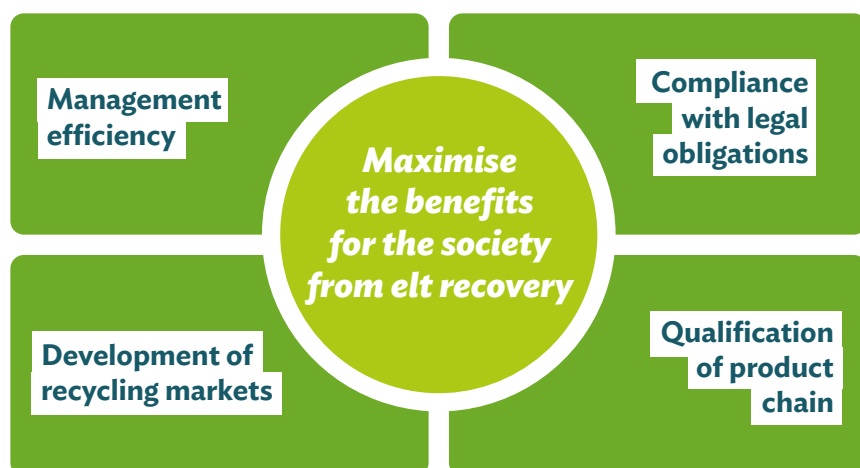 Management
efficiency
Compliance
with legal
obligations
Maximise
the benefits
for the society
from elt recovery
Development of
recycling markets
Qualification
of product
chain